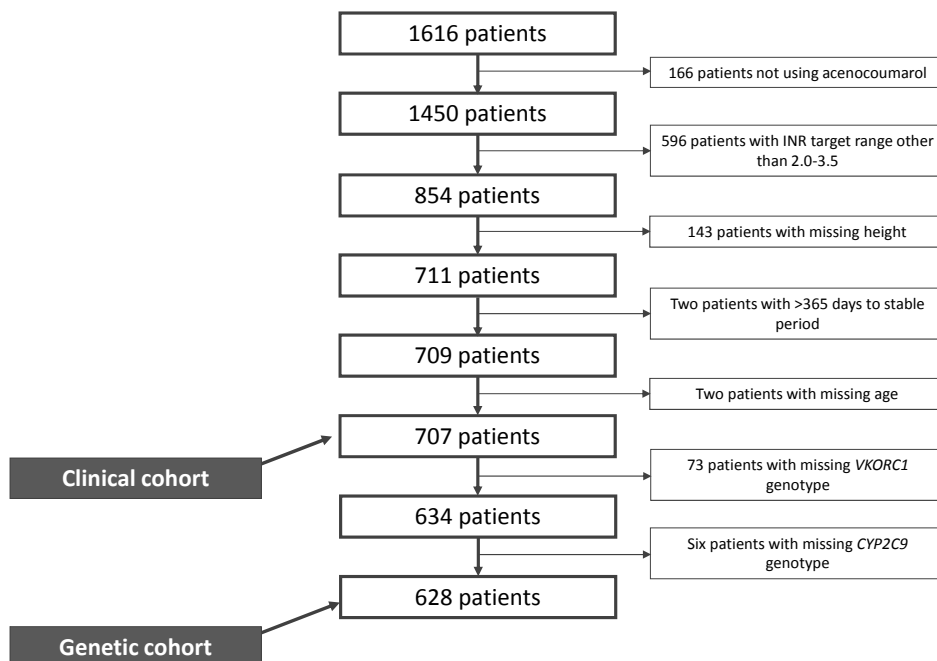 1616 patients
166 patients not using acenocoumarol
1450 patients
596 patients with INR target range other
than 2.0-3.5
854 patients
143 patients with missing height
711 patients
Two patients with >365 days to stable
period
709 patients
Two patients with missing age
707 patients
Clinical cohort
73 patients with missing VKORC1
genotype
634 patients
Six patients with missing CYP2C9
genotype
628 patients
Genetic cohort